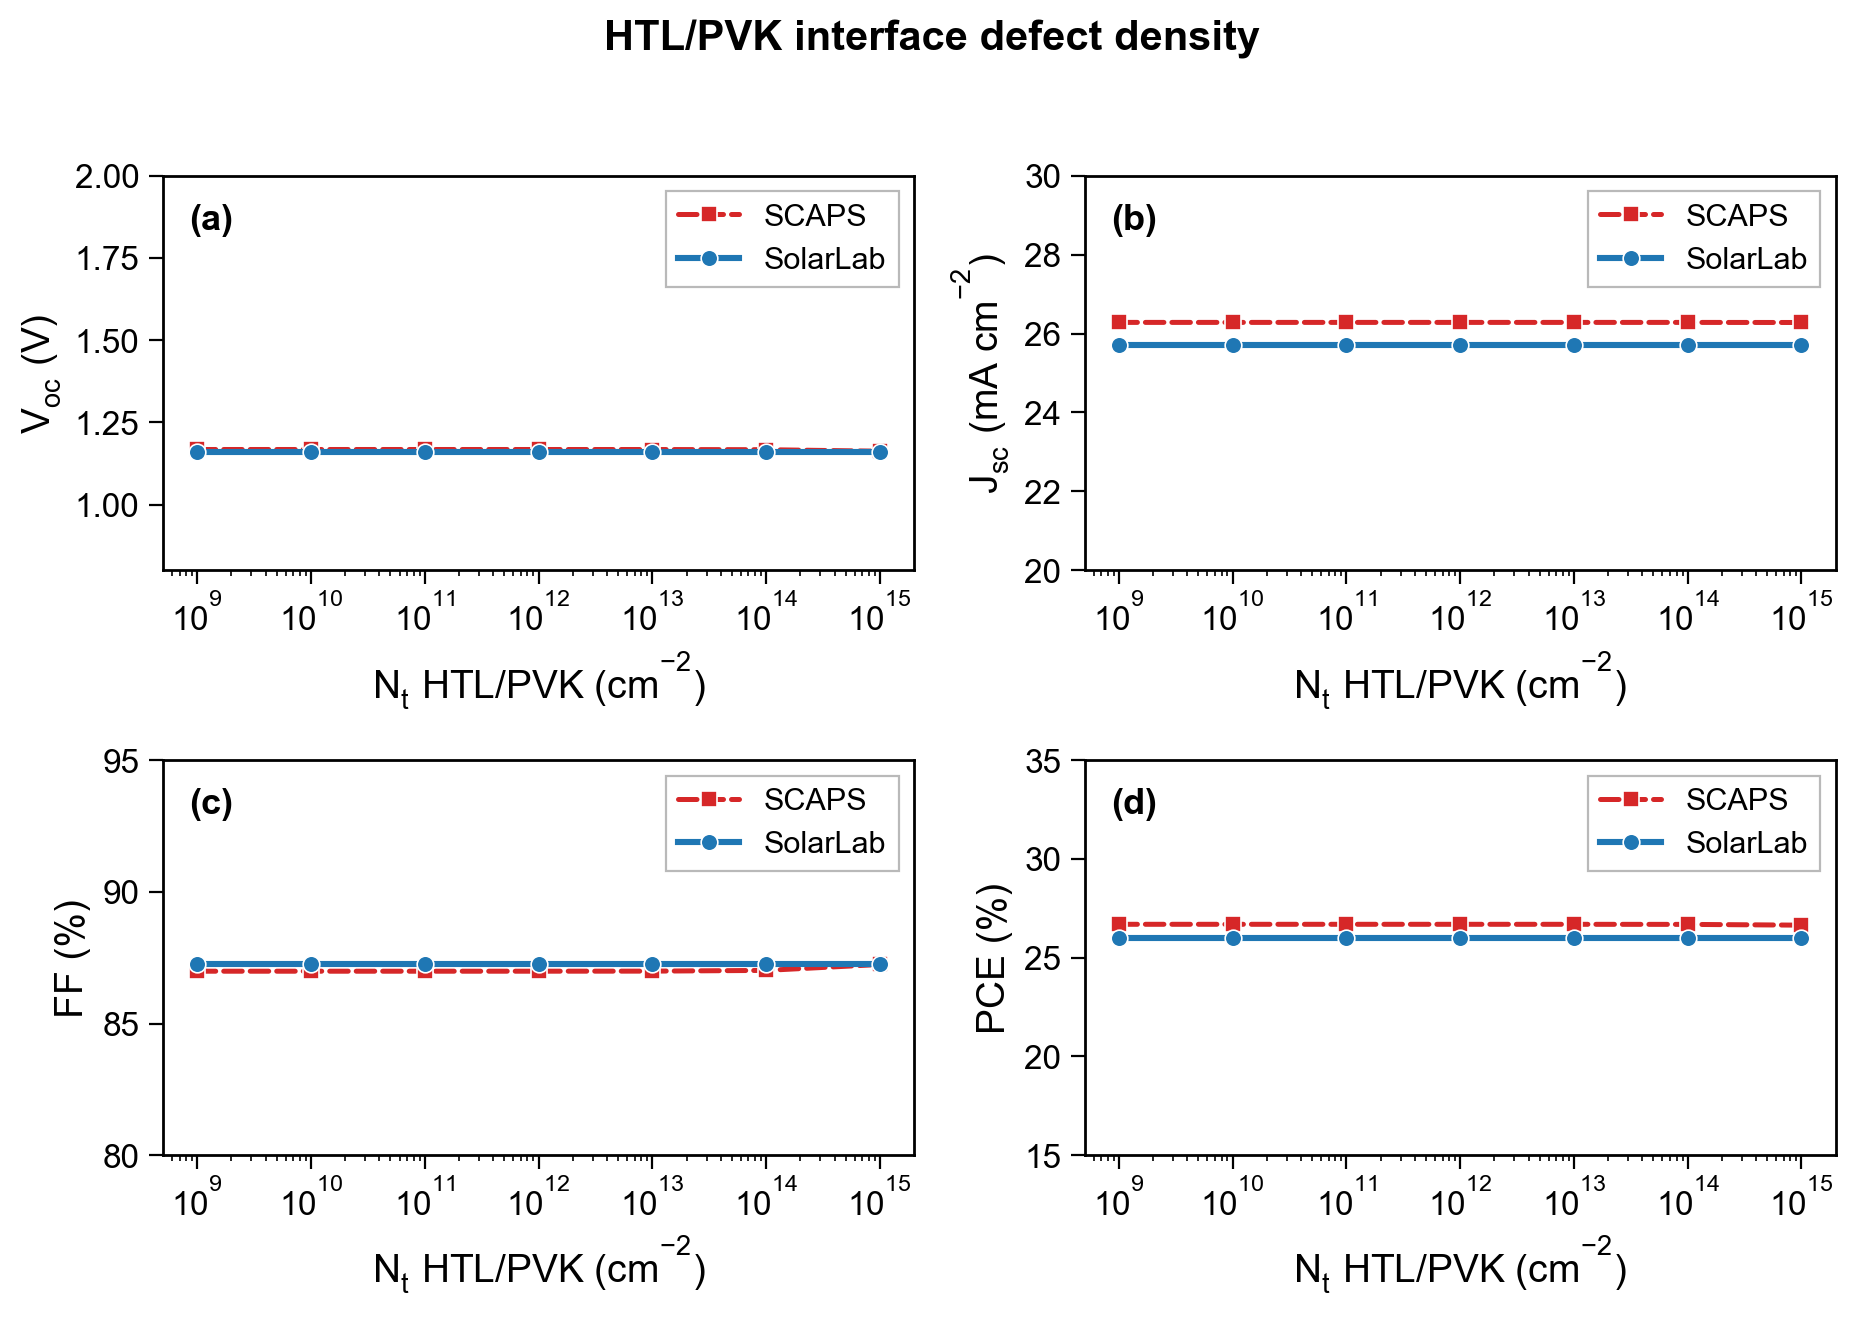 HTL/PVK interface defect density
(a)
SCAPS
SolarLab
2.00
1.75
1.50
1.25
1.00
V_oc (V)
10^9 10^10 10^11 10^12 10^13 10^14 10^15
N_t HTL/PVK (cm^−2)
(b)
SCAPS
SolarLab
30
28
26
24
22
20
J_sc (mA cm^−2)
10^9 10^10 10^11 10^12 10^13 10^14 10^15
N_t HTL/PVK (cm^−2)
(c)
SCAPS
SolarLab
95
90
85
80
FF (%)
10^9 10^10 10^11 10^12 10^13 10^14 10^15
N_t HTL/PVK (cm^−2)
(d)
SCAPS
SolarLab
35
30
25
20
15
PCE (%)
10^9 10^10 10^11 10^12 10^13 10^14 10^15
N_t HTL/PVK (cm^−2)